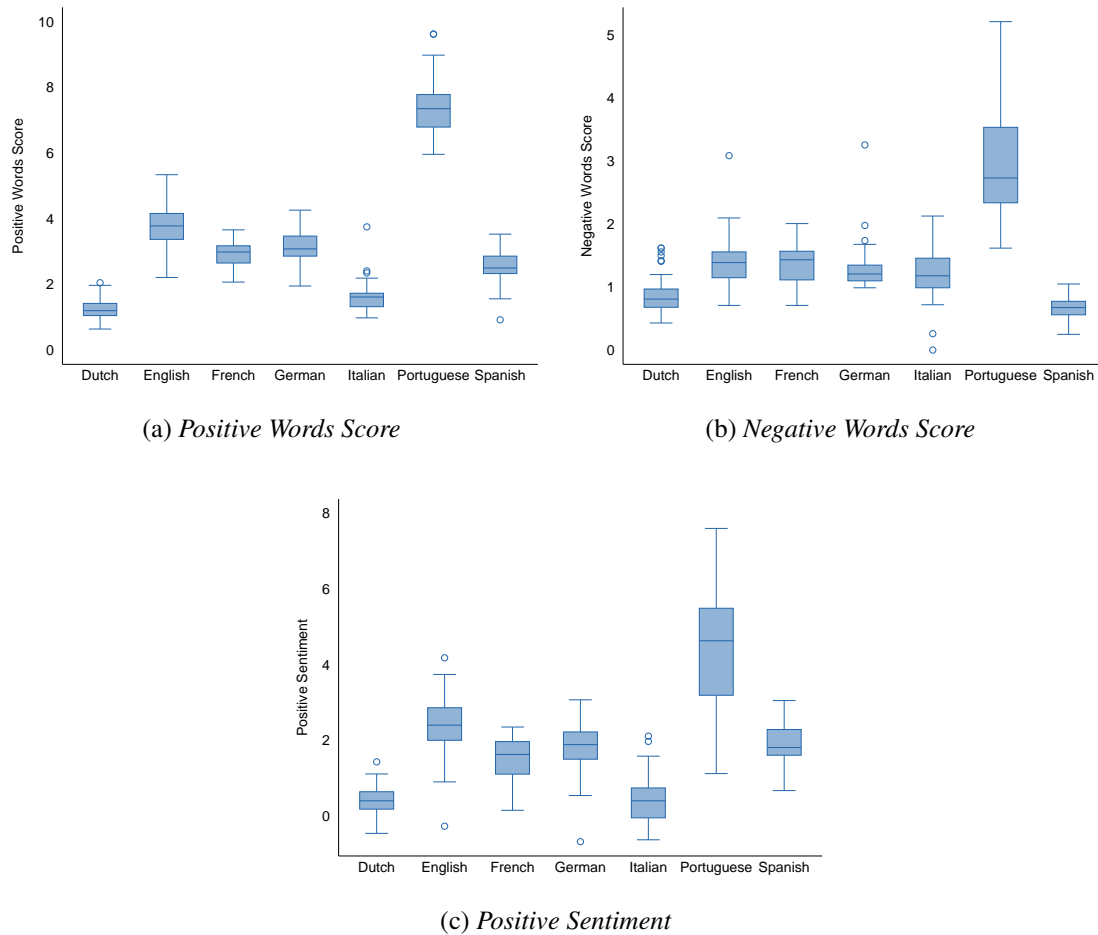 10
8
6
4
2
0
Positive Words Score
Dutch English French German Italian Portuguese Spanish
(a) Positive Words Score
5
4
3
2
1
0
Negative Words Score
Dutch English French German Italian Portuguese Spanish
(b) Negative Words Score
8
6
4
2
0
Positive Sentiment
Dutch English French German Italian Portuguese Spanish
(c) Positive Sentiment